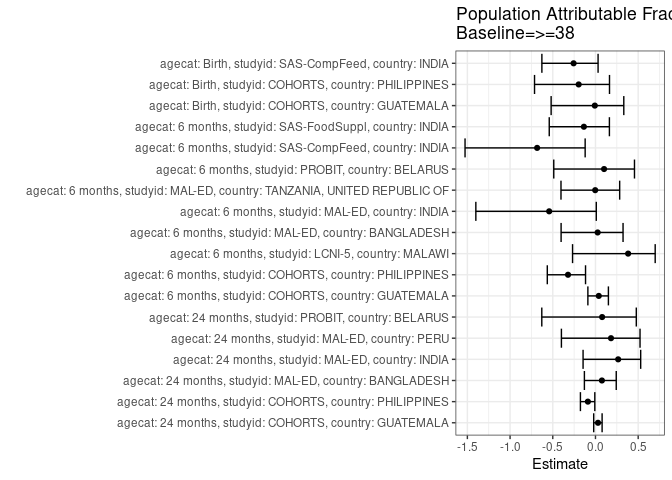 Population Attributable Frac
Baseline=>=38
agecat: Birth, studyid: SAS-CompFeed, country: INDIA
agecat: Birth, studyid: COHORTS, country: PHILIPPINES
agecat: Birth, studyid: COHORTS, country: GUATEMALA
agecat: 6 months, studyid: SAS-FoodSuppl, country: INDIA
agecat: 6 months, studyid: SAS-CompFeed, country: INDIA
agecat: 6 months, studyid: PROBIT, country: BELARUS
agecat: 6 months, studyid: MAL-ED, country: TANZANIA, UNITED REPUBLIC OF
agecat: 6 months, studyid: MAL-ED, country: INDIA
agecat: 6 months, studyid: MAL-ED, country: BANGLADESH
agecat: 6 months, studyid: LCNI-5, country: MALAWI
agecat: 6 months, studyid: COHORTS, country: PHILIPPINES
agecat: 6 months, studyid: COHORTS, country: GUATEMALA
agecat: 24 months, studyid: PROBIT, country: BELARUS
agecat: 24 months, studyid: MAL-ED, country: PERU
agecat: 24 months, studyid: MAL-ED, country: INDIA
agecat: 24 months, studyid: MAL-ED, country: BANGLADESH
agecat: 24 months, studyid: COHORTS, country: PHILIPPINES
agecat: 24 months, studyid: COHORTS, country: GUATEMALA
-1.5 -1.0 -0.5 0.0 0.5
Estimate